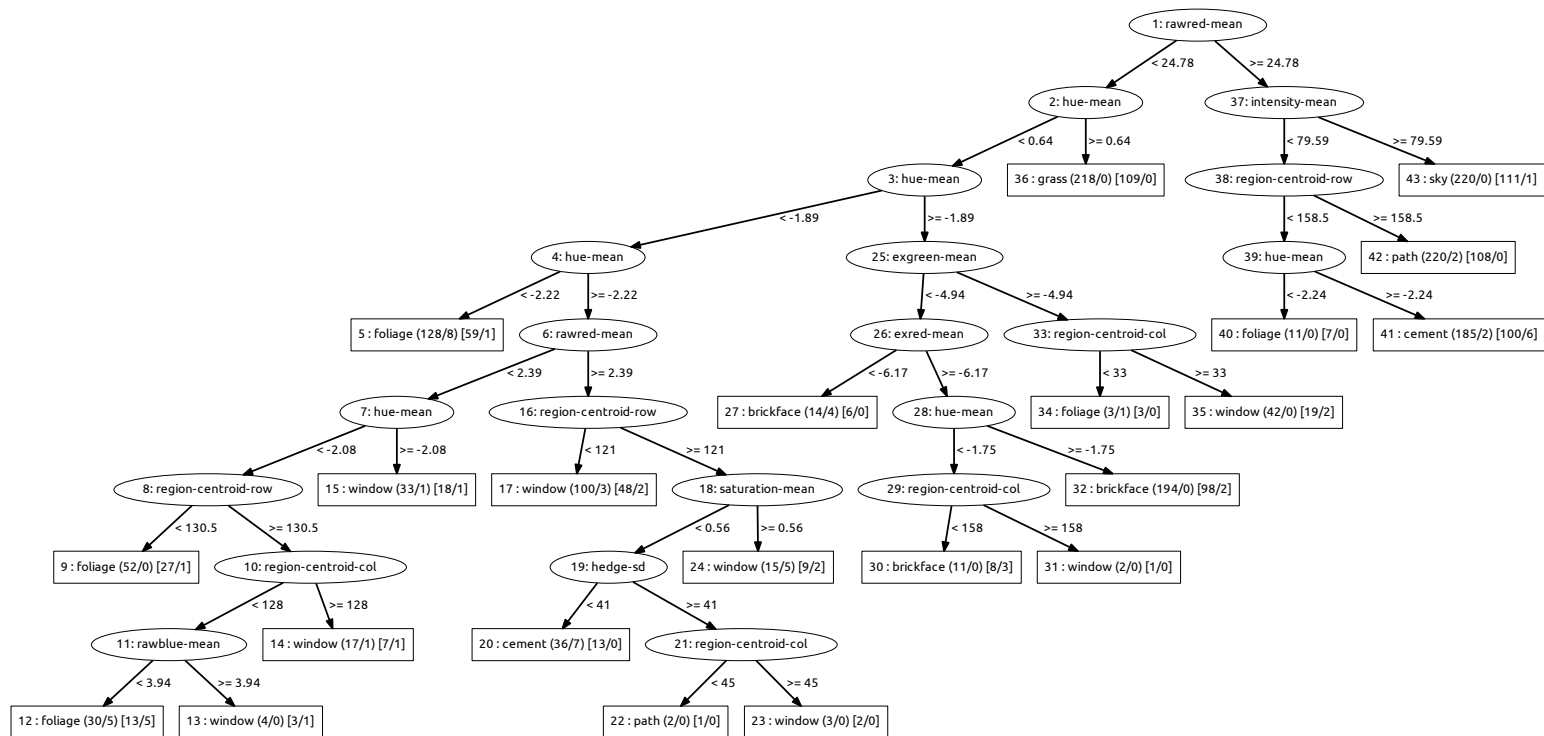 1: rawred-mean
< 24.78
>= 24.78
2: hue-mean
37: intensity-mean
< 0.64
>= 0.64
< 79.59
>= 79.59
3: hue-mean
36 : grass (218/0) [109/0]
38: region-centroid-row
43 : sky (220/0) [111/1]
< -1.89
>= -1.89
< 158.5
>= 158.5
4: hue-mean
25: exgreen-mean
39: hue-mean
42 : path (220/2) [108/0]
< -2.22
>= -2.22
< -4.94
>= -4.94
< -2.24
>= -2.24
5 : foliage (128/8) [59/1]
6: rawred-mean
26: exred-mean
33: region-centroid-col
40 : foliage (11/0) [7/0]
41 : cement (185/2) [100/6]
< 2.39
>= 2.39
< -6.17
>= -6.17
< 33
>= 33
7: hue-mean
16: region-centroid-row
27 : brickface (14/4) [6/0]
28: hue-mean
34 : foliage (3/1) [3/0]
35 : window (42/0) [19/2]
< -2.08
>= -2.08
< 121
>= 121
< -1.75
>= -1.75
8: region-centroid-row
15 : window (33/1) [18/1]
17 : window (100/3) [48/2]
18: saturation-mean
29: region-centroid-col
32 : brickface (194/0) [98/2]
< 130.5
>= 130.5
< 0.56
>= 0.56
< 158
>= 158
9 : foliage (52/0) [27/1]
10: region-centroid-col
19: hedge-sd
24 : window (15/5) [9/2]
30 : brickface (11/0) [8/3]
31 : window (2/0) [1/0]
< 128
>= 128
< 41
>= 41
11: rawblue-mean
14 : window (17/1) [7/1]
20 : cement (36/7) [13/0]
21: region-centroid-col
< 3.94
>= 3.94
< 45
>= 45
12 : foliage (30/5) [13/5]
13 : window (4/0) [3/1]
22 : path (2/0) [1/0]
23 : window (3/0) [2/0]